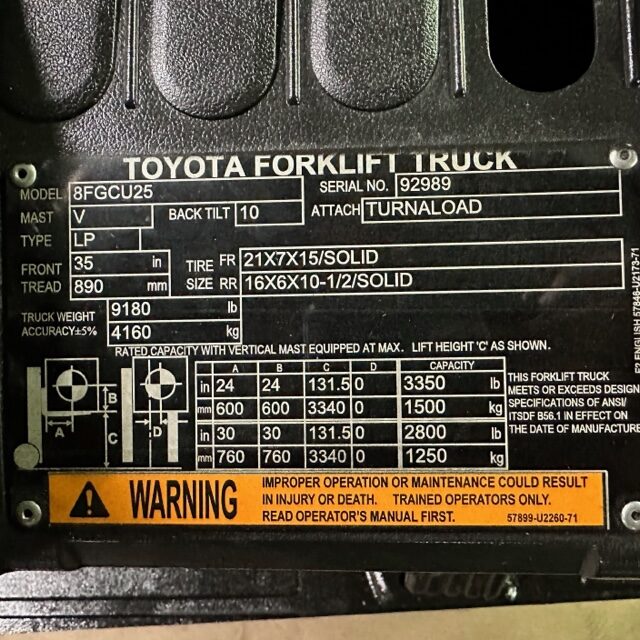 TOYOTA FORKLIFT TRUCK
MODEL 8FGCU25 SERIAL NO. 92989
MAST V BACK TILT 10 ATTACH TURNALOAD
TYPE LP
FRONT TREAD 35 in 890 mm
TIRE SIZE FR 21X7X15/SOLID
RR 16X6X10-1/2/SOLID
TRUCK WEIGHT 9180 lb
ACCURACY±5% 4160 kg
RATED CAPACITY WITH VERTICAL MAST EQUIPPED AT MAX. LIFT HEIGHT 'C' AS SHOWN.
A B C D CAPACITY
in 24 24 131.5 0 3350 lb
mm 600 600 3340 0 1500 kg
in 30 30 131.5 0 2800 lb
mm 760 760 3340 0 1250 kg
A B C D
THIS FORKLIFT TRUCK
MEETS OR EXCEEDS DESIGN
SPECIFICATIONS OF ANSI/
ITSDF B56.1 IN EFFECT ON
THE DATE OF MANUFACTURE
WARNING
IMPROPER OPERATION OR MAINTENANCE COULD RESULT
IN INJURY OR DEATH. TRAINED OPERATORS ONLY.
READ OPERATOR'S MANUAL FIRST. 57899-U2260-71
ENGLISH 57848-U2173-71